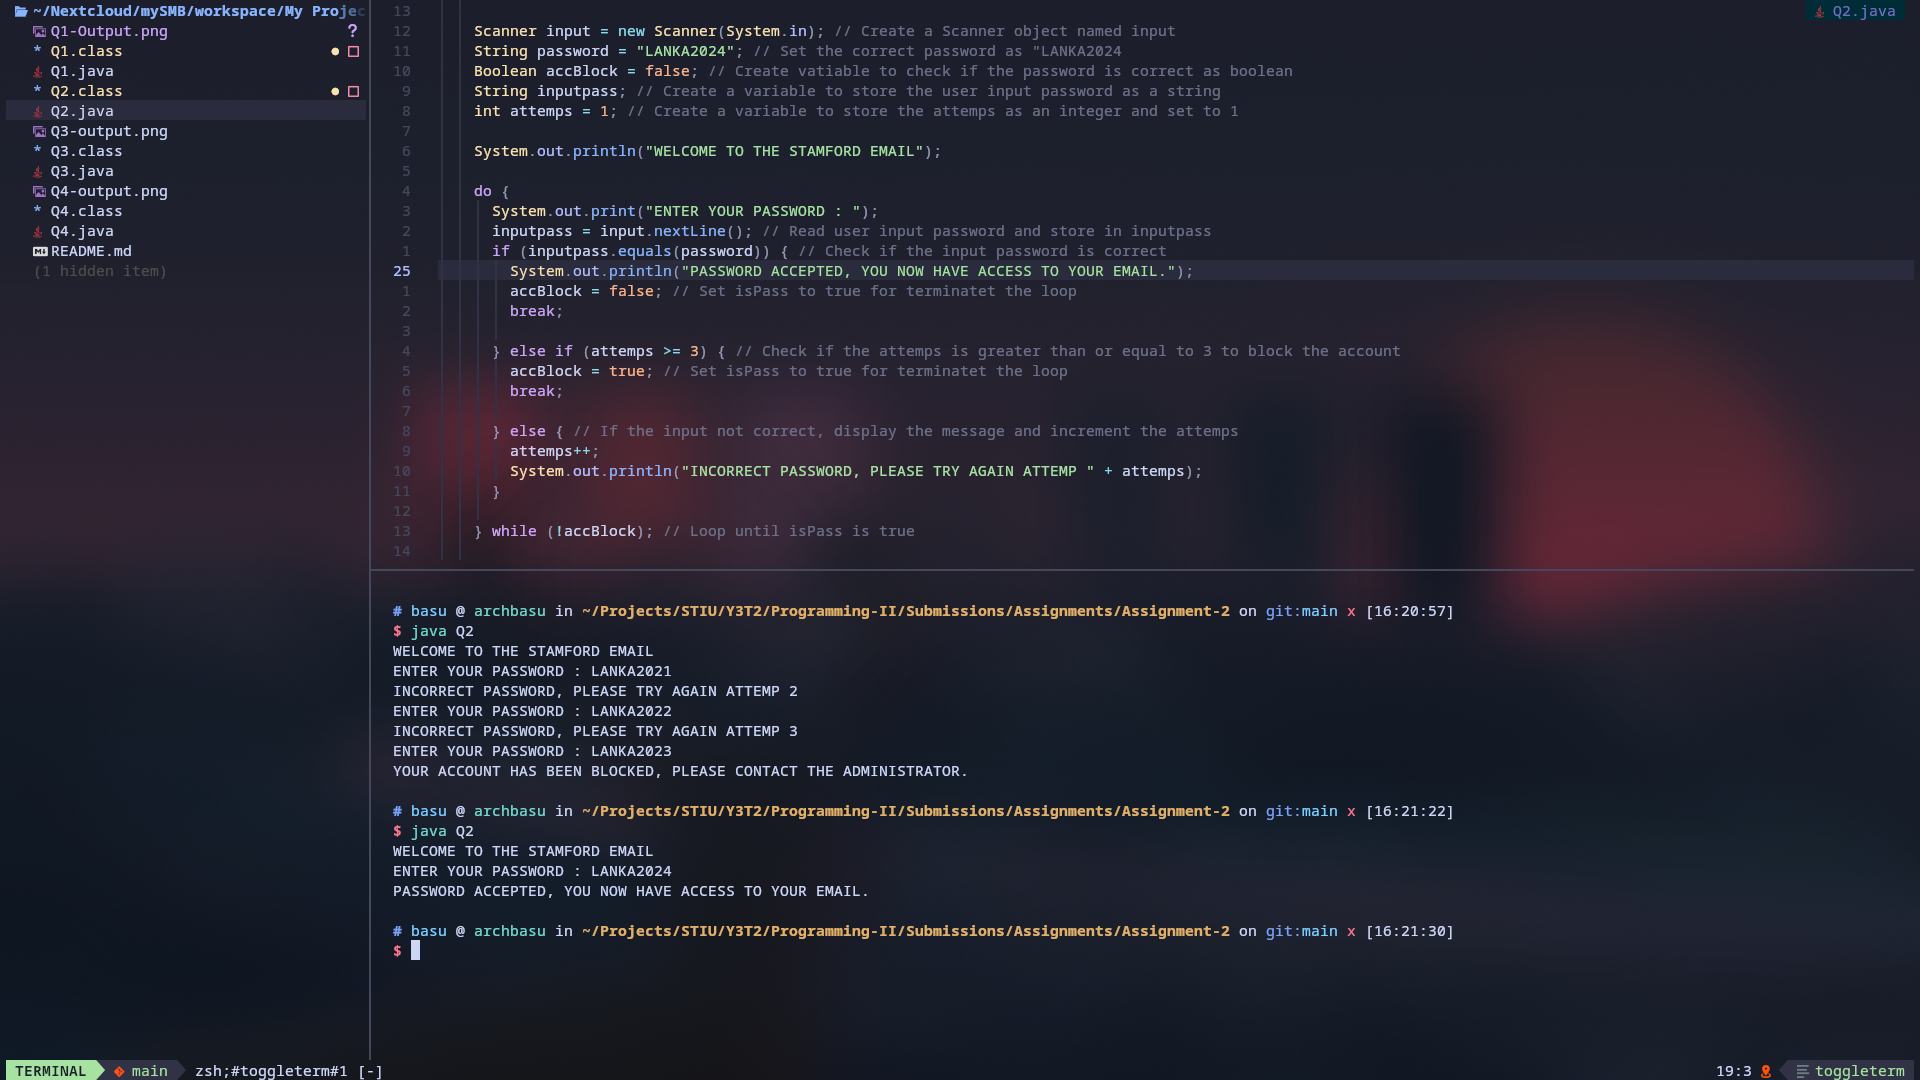 ~/Nextcloud/mySMB/workspace/My Projec
Q1-Output.png ?
* Q1.class
Q1.java
* Q2.class
Q2.java
Q3-output.png
* Q3.class
Q3.java
Q4-output.png
* Q4.class
Q4.java
README.md
(1 hidden item)
Q2.java
13
12 Scanner input = new Scanner(System.in); // Create a Scanner object named input
11 String password = "LANKA2024"; // Set the correct password as "LANKA2024
10 Boolean accBlock = false; // Create vatiable to check if the password is correct as boolean
9 String inputpass; // Create a variable to store the user input password as a string
8 int attemps = 1; // Create a variable to store the attemps as an integer and set to 1
7
6 System.out.println("WELCOME TO THE STAMFORD EMAIL");
5
4 do {
3 System.out.print("ENTER YOUR PASSWORD : ");
2 inputpass = input.nextLine(); // Read user input password and store in inputpass
1 if (inputpass.equals(password)) { // Check if the input password is correct
25 System.out.println("PASSWORD ACCEPTED, YOU NOW HAVE ACCESS TO YOUR EMAIL.");
1 accBlock = false; // Set isPass to true for terminatet the loop
2 break;
3
4 } else if (attemps >= 3) { // Check if the attemps is greater than or equal to 3 to block the account
5 accBlock = true; // Set isPass to true for terminatet the loop
6 break;
7
8 } else { // If the input not correct, display the message and increment the attemps
9 attemps++;
10 System.out.println("INCORRECT PASSWORD, PLEASE TRY AGAIN ATTEMP " + attemps);
11 }
12
13 } while (!accBlock); // Loop until isPass is true
14
# basu @ archbasu in ~/Projects/STIU/Y3T2/Programming-II/Submissions/Assignments/Assignment-2 on git:main x [16:20:57]
$ java Q2
WELCOME TO THE STAMFORD EMAIL
ENTER YOUR PASSWORD : LANKA2021
INCORRECT PASSWORD, PLEASE TRY AGAIN ATTEMP 2
ENTER YOUR PASSWORD : LANKA2022
INCORRECT PASSWORD, PLEASE TRY AGAIN ATTEMP 3
ENTER YOUR PASSWORD : LANKA2023
YOUR ACCOUNT HAS BEEN BLOCKED, PLEASE CONTACT THE ADMINISTRATOR.
# basu @ archbasu in ~/Projects/STIU/Y3T2/Programming-II/Submissions/Assignments/Assignment-2 on git:main x [16:21:22]
$ java Q2
WELCOME TO THE STAMFORD EMAIL
ENTER YOUR PASSWORD : LANKA2024
PASSWORD ACCEPTED, YOU NOW HAVE ACCESS TO YOUR EMAIL.
# basu @ archbasu in ~/Projects/STIU/Y3T2/Programming-II/Submissions/Assignments/Assignment-2 on git:main x [16:21:30]
$
TERMINAL main zsh;#toggleterm#1 [-] 19:3 toggleterm